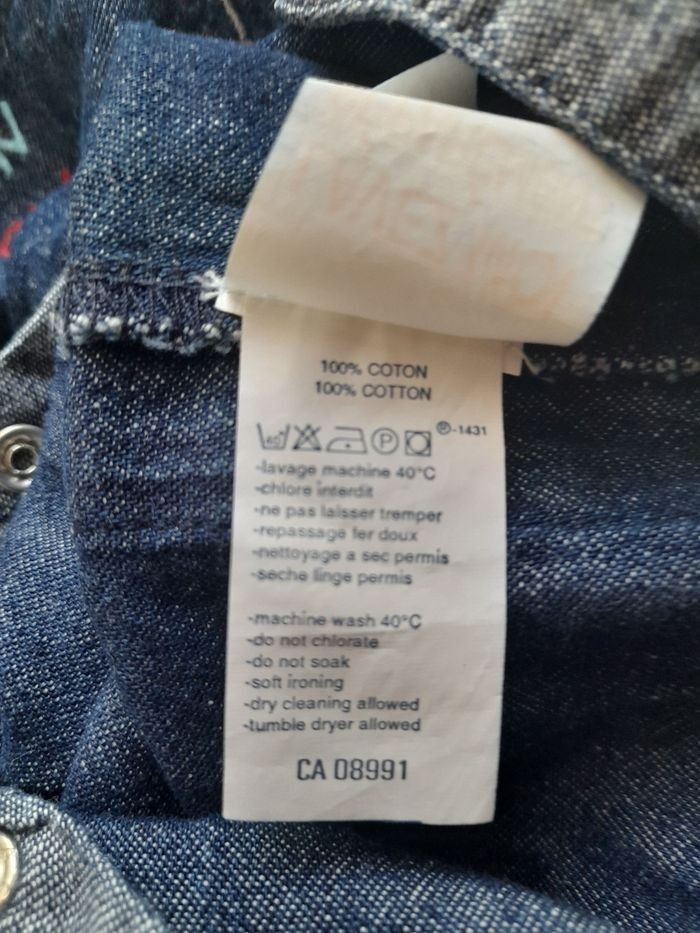 100% COTON
100% COTTON
40 P ®-1431
-lavage machine 40°C
-chlore interdit
-ne pas laisser tremper
-repassage fer doux
-nettoyage a sec permis
-seche linge permis
-machine wash 40°C
-do not chlorate
-do not soak
-soft ironing
-dry cleaning allowed
-tumble dryer allowed
CA 08991